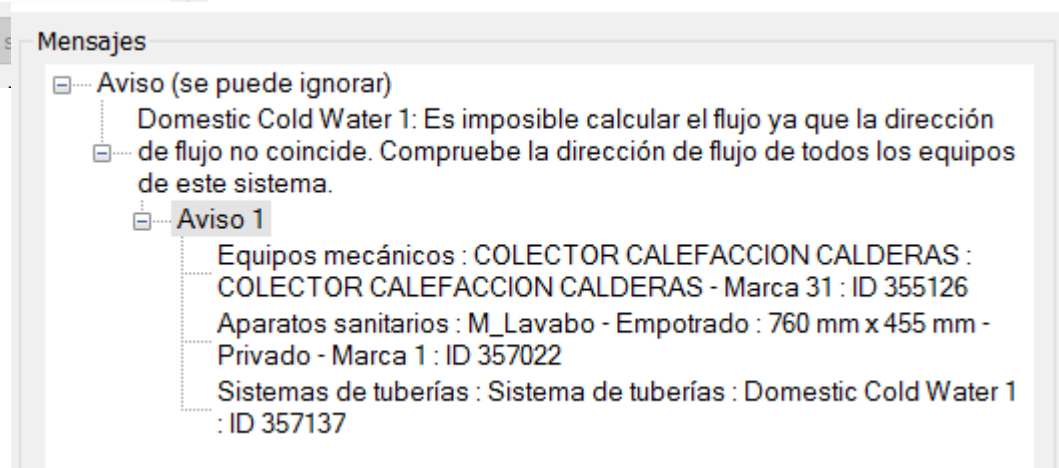 Mensajes
Aviso (se puede ignorar)
Domestic Cold Water 1: Es imposible calcular el flujo ya que la dirección
de flujo no coincide. Compruebe la dirección de flujo de todos los equipos
de este sistema.
Aviso 1
Equipos mecánicos : COLECTOR CALEFACCION CALDERAS :
COLECTOR CALEFACCION CALDERAS - Marca 31 : ID 355126
Aparatos sanitarios : M_Lavabo - Empotrado : 760 mm x 455 mm -
Privado - Marca 1 : ID 357022
Sistemas de tuberías : Sistema de tuberías : Domestic Cold Water 1
: ID 357137